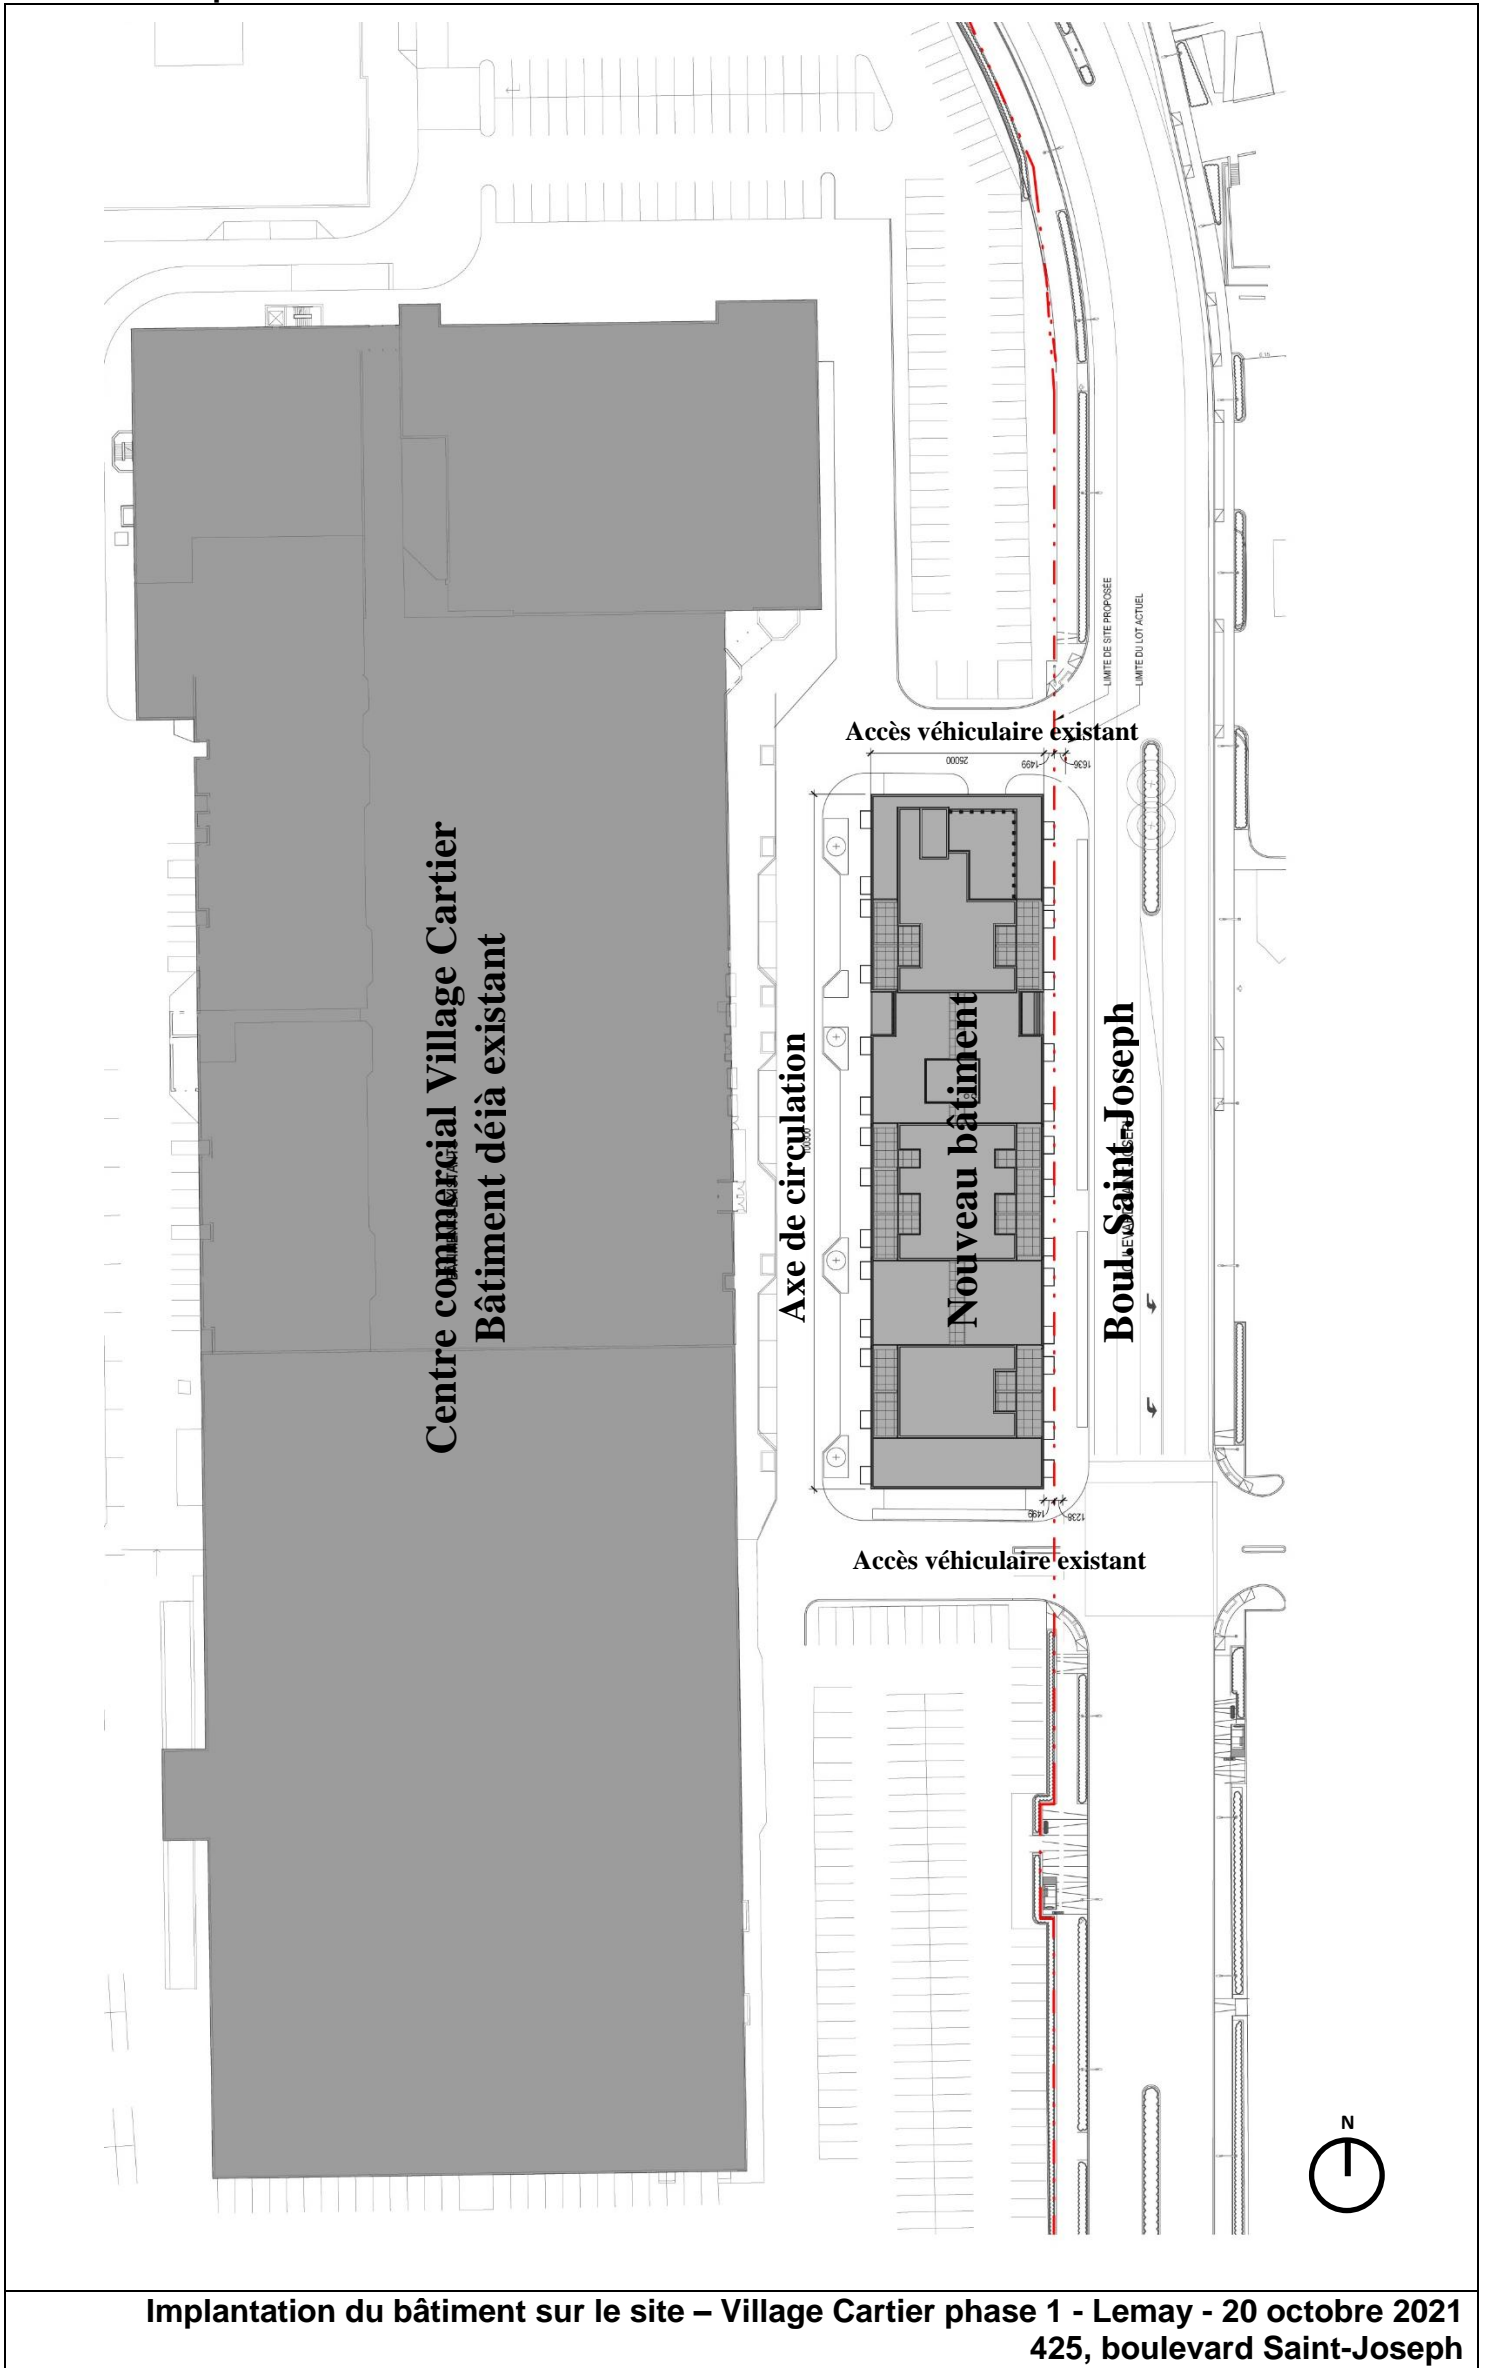 LIMITE DE SITE PROPOSÉE
LIMITE DU LOT ACTUEL
Accès véhiculaire existant
25000
1499
1636
Centre commercial Village Cartier
Bâtiment déjà existant
Axe de circulation
Nouveau bâtiment
Boul. Saint-Joseph
1499
1236
Accès véhiculaire existant
N
Implantation du bâtiment sur le site – Village Cartier phase 1 - Lemay - 20 octobre 2021
425, boulevard Saint-Joseph